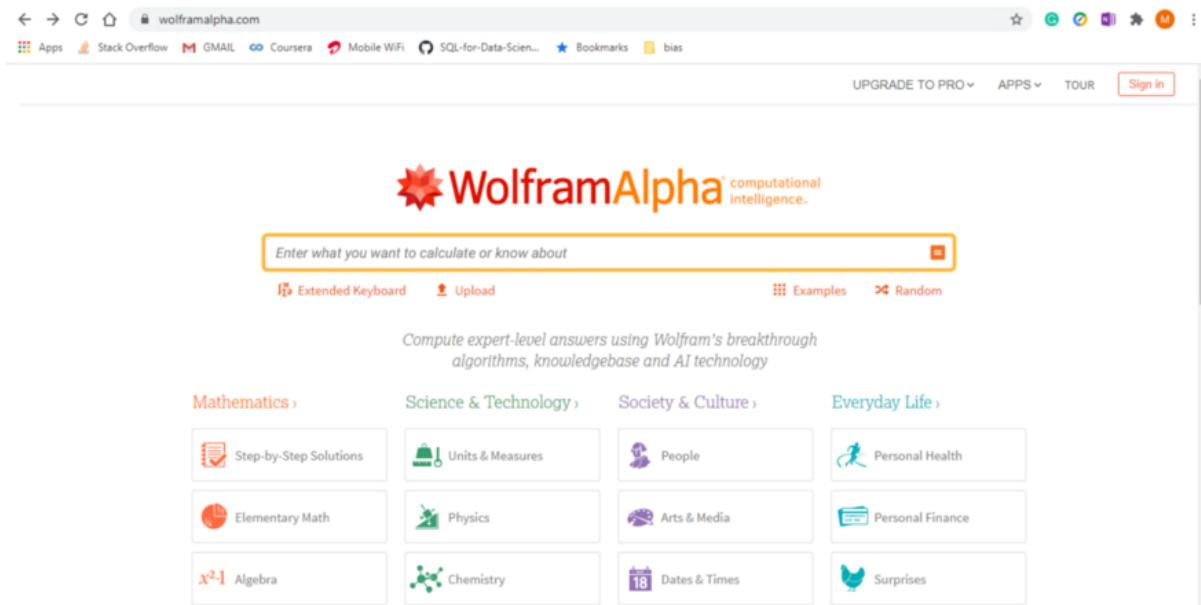 wolframalpha.com
M
Apps Stack Overflow GMAIL Coursera Mobile WiFi SQL-for-Data-Scien... Bookmarks bias
UPGRADE TO PRO APPS TOUR Sign in
WolframAlpha computational intelligence.
Enter what you want to calculate or know about
Extended Keyboard Upload Examples Random
Compute expert-level answers using Wolfram's breakthrough
algorithms, knowledgebase and AI technology
Mathematics › Science & Technology › Society & Culture › Everyday Life ›
Step-by-Step Solutions Units & Measures People Personal Health
Elementary Math Physics Arts & Media Personal Finance
x²-1 Algebra Chemistry 18 Dates & Times Surprises